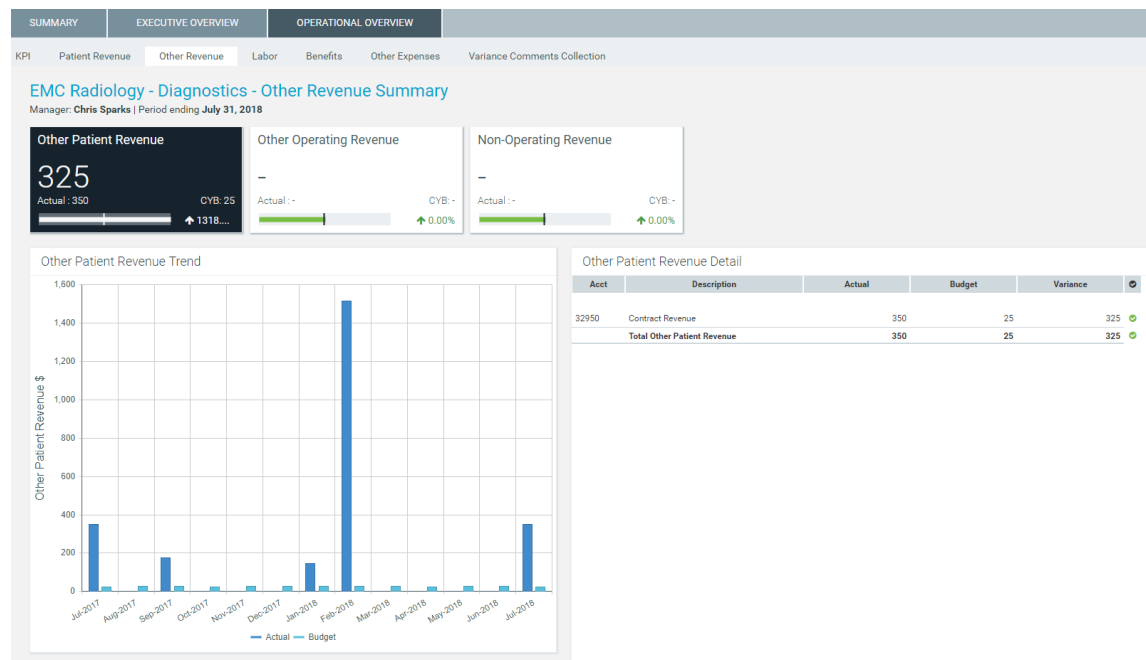 SUMMARY EXECUTIVE OVERVIEW OPERATIONAL OVERVIEW
KPI Patient Revenue Other Revenue Labor Benefits Other Expenses Variance Comments Collection
EMC Radiology - Diagnostics - Other Revenue Summary
Manager: Chris Sparks | Period ending July 31, 2018
Other Patient Revenue
325
Actual : 350 CYB: 25
1318....
Other Operating Revenue
–
Actual : - CYB: -
0.00%
Non-Operating Revenue
–
Actual : - CYB: -
0.00%
Other Patient Revenue Trend
Other Patient Revenue $
1,600
1,400
1,200
1,000
800
600
400
200
0
Jul-2017 Aug-2017 Sep-2017 Oct-2017 Nov-2017 Dec-2017 Jan-2018 Feb-2018 Mar-2018 Apr-2018 May-2018 Jun-2018 Jul-2018
Actual Budget
Other Patient Revenue Detail
Acct Description Actual Budget Variance
32950 Contract Revenue 350 25 325
Total Other Patient Revenue 350 25 325